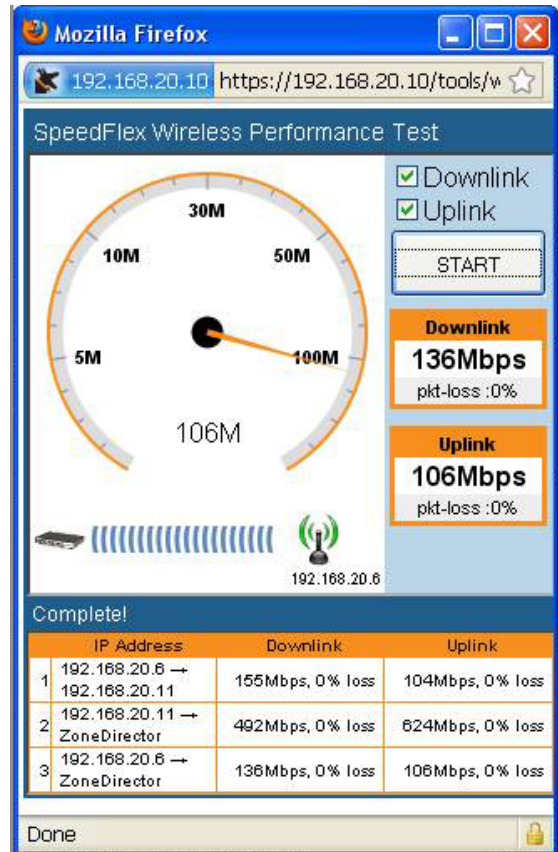 Mozilla Firefox
192.168.20.10 https://192.168.20.10/tools/w
SpeedFlex Wireless Performance Test
Downlink
Uplink
START
30M
10M
50M
5M
100M
106M
Downlink
136Mbps
pkt-loss :0%
Uplink
106Mbps
pkt-loss :0%
192.168.20.6
Complete!
IP Address Downlink Uplink
1 192.168.20.6 → 192.168.20.11 155Mbps, 0% loss 104Mbps, 0% loss
2 192.168.20.11 → ZoneDirector 492Mbps, 0% loss 624Mbps, 0% loss
3 192.168.20.6 → ZoneDirector 136Mbps, 0% loss 106Mbps, 0% loss
Done